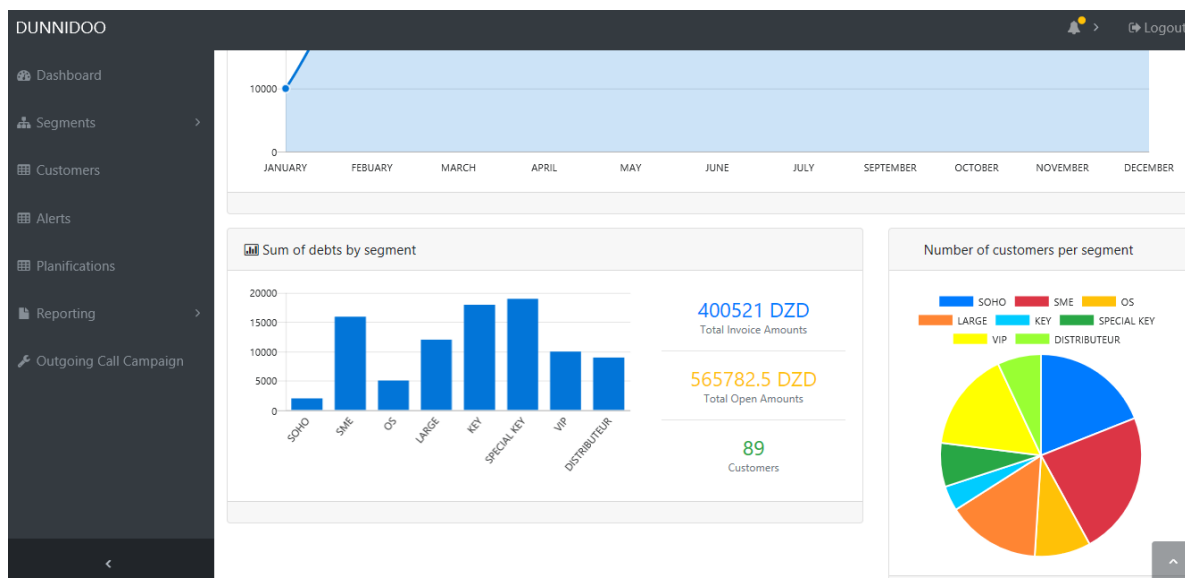 DUNNIDOO
Logout
Dashboard
Segments
Customers
Alerts
Planifications
Reporting
Outgoing Call Campaign
10000
0
JANUARY FEBUARY MARCH APRIL MAY JUNE JULY SEPTEMBER OCTOBER NOVEMBER DECEMBER
Sum of debts by segment
20000
15000
10000
5000
0
SOHO SME OS LARGE KEY SPECIAL KEY VIP DISTRIBUTEUR
400521 DZD
Total Invoice Amounts
565782.5 DZD
Total Open Amounts
89
Customers
Number of customers per segment
SOHO SME OS
LARGE KEY SPECIAL KEY
VIP DISTRIBUTEUR